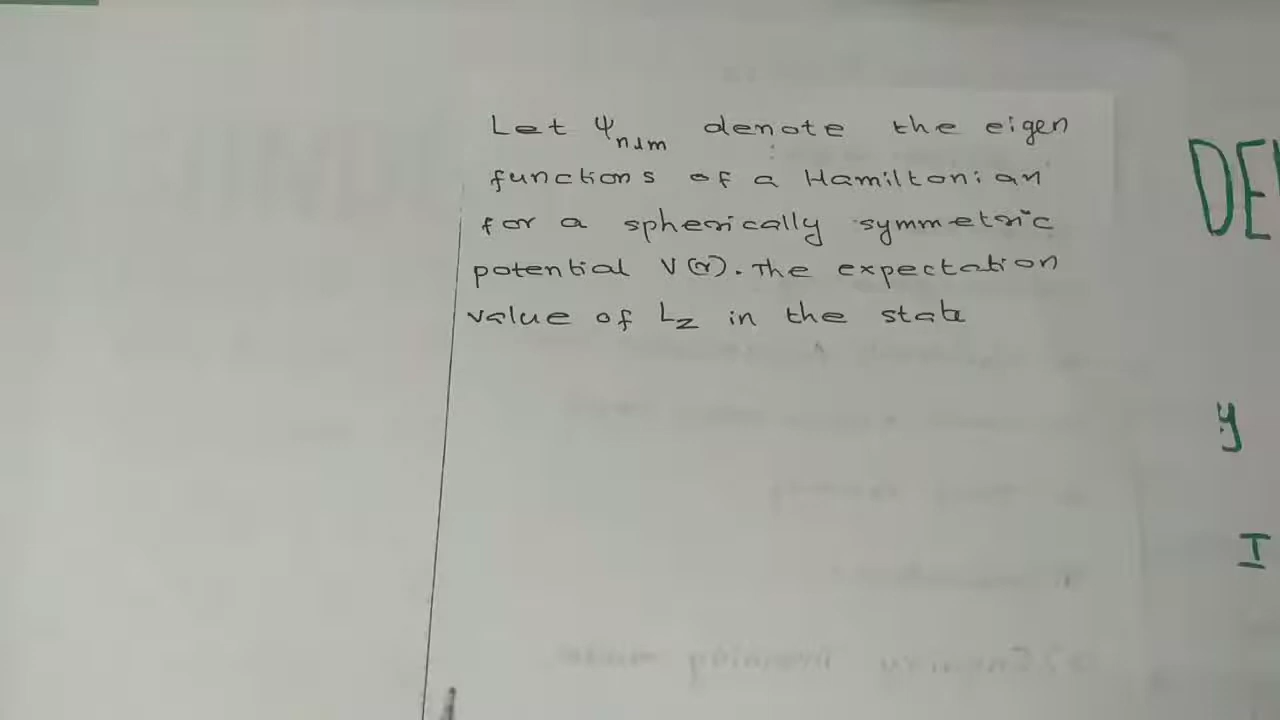 Let Ψnlm denote the eigen
functions of a Hamiltonian
for a spherically symmetric
potential V(r). The expectation
value of Lz in the state
DE
y
I